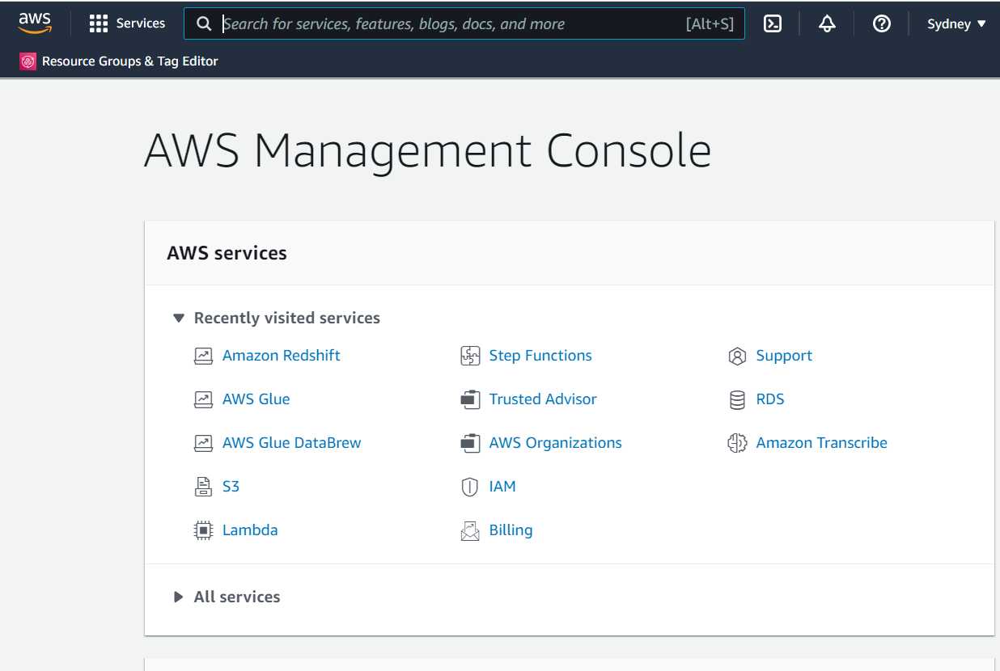 aws Services Search for services, features, blogs, docs, and more [Alt+S] Sydney
Resource Groups & Tag Editor
AWS Management Console
AWS services
Recently visited services
Amazon Redshift
AWS Glue
AWS Glue DataBrew
S3
Lambda
Step Functions
Trusted Advisor
AWS Organizations
IAM
Billing
Support
RDS
Amazon Transcribe
All services